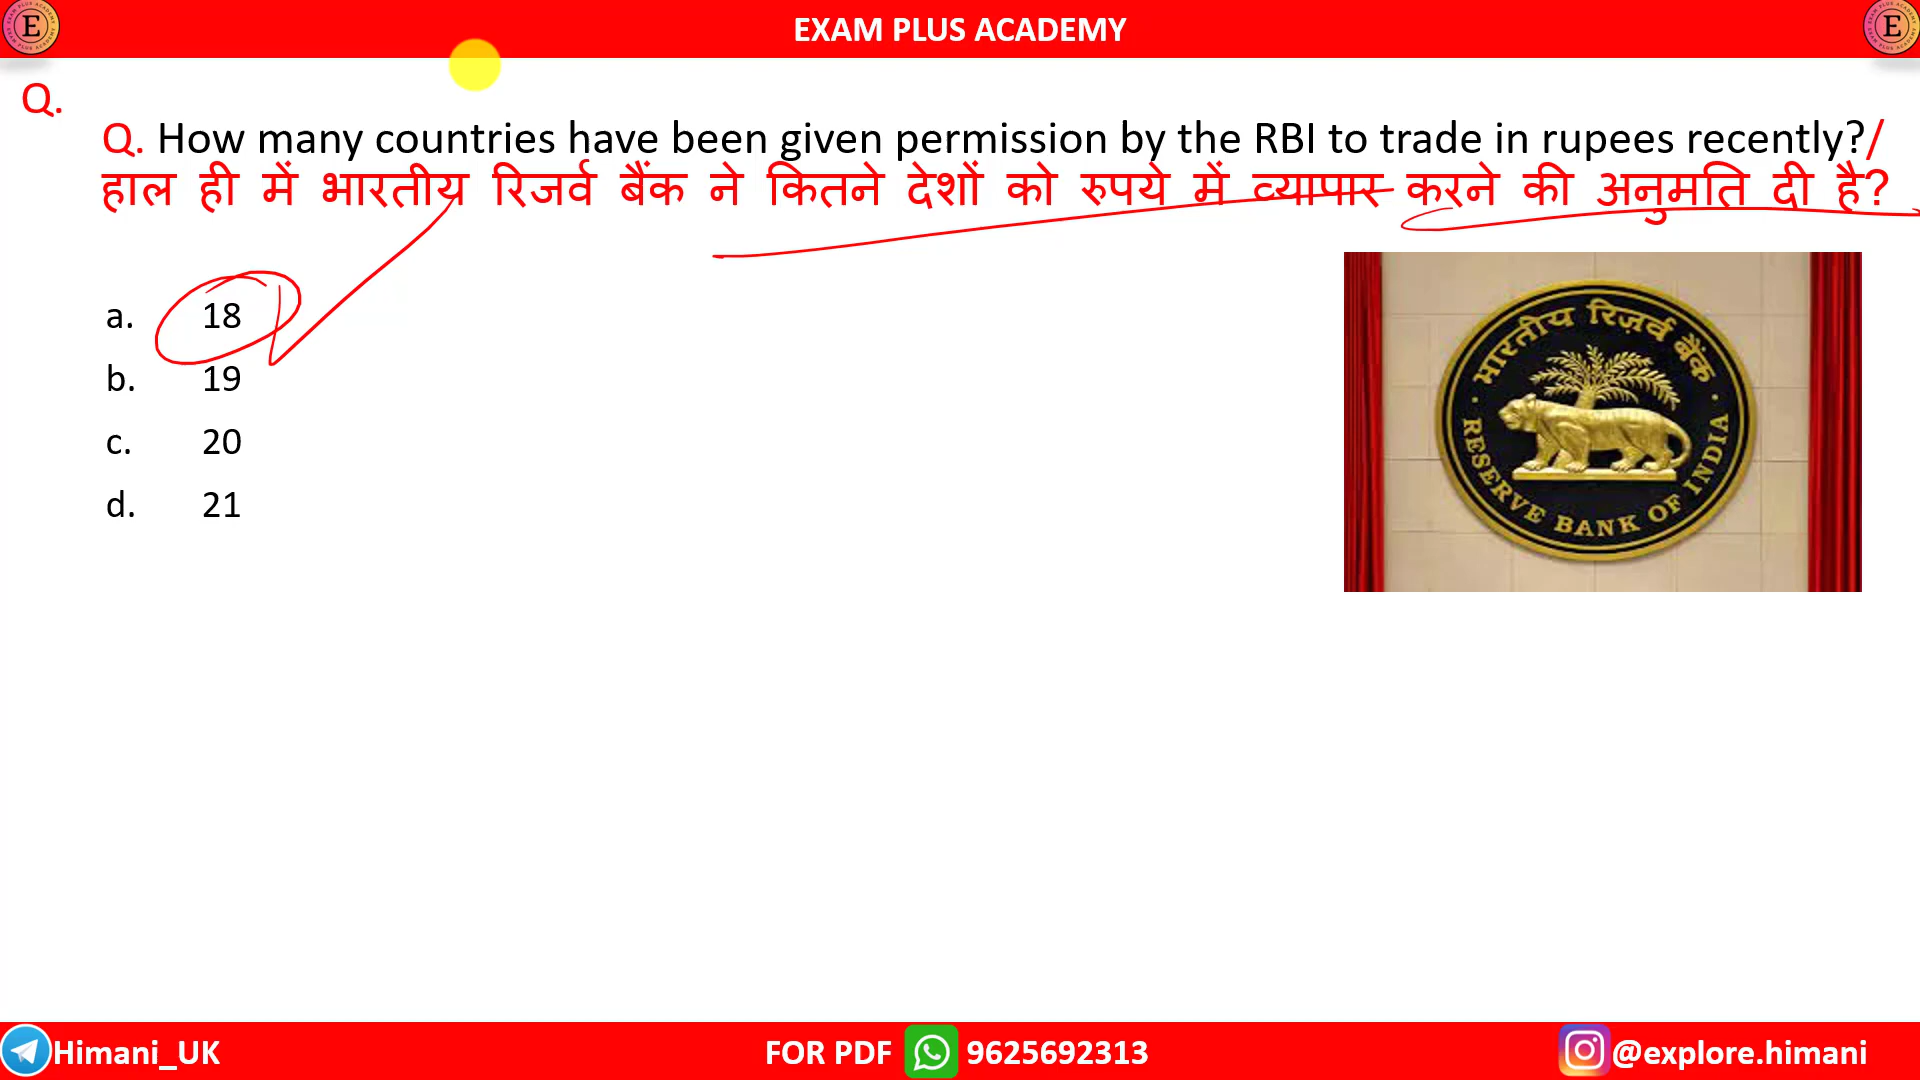 EXAM PLUS ACADEMY
E
E
Q.
Q. How many countries have been given permission by the RBI to trade in rupees recently?/
हाल ही में भारतीय रिजर्व बैंक ने कितने देशों को रुपये में व्यापार करने की अनुमति दी है?
a. 18
b. 19
c. 20
d. 21
भारतीय रिज़र्व बैंक
RESERVE BANK OF INDIA
Himani_UK
FOR PDF 9625692313
@explore.himani